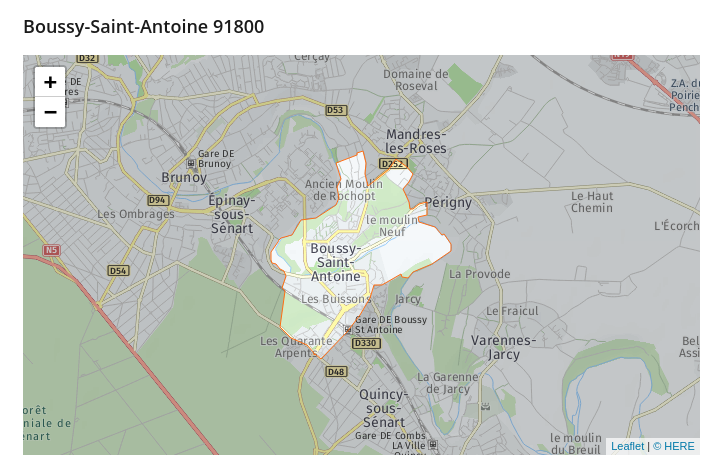 Boussy-Saint-Antoine 91800
D32
Cerçay
N19
+
−
DE
Domaine de
Roseval
Z.A. du
D53
Mandres-
les-Roses
Gare DE
Brunoy
D252
Brunoy
Ancien Moulin
de Rochopt
D94
Épinay-
sous-
Sénart
Les Ombrages
Périgny
Le Haut
Chemin
le moulin
Neuf
L'Écorch
N5
Boussy-
Saint-
Antoine
D54
La Provode
Les Buissons
Jarcy
Le Fraicul
Gare DE Boussy
St Antoine
Les Quarante
Arpents
D330
Varennes-
Jarcy
Bel
Assi
D48
La Garenne
de Jarcy
Quincy-
sous-
Sénart
orêt
niale de
enart
Gare DE Combs
LA Ville
le moulin
du Breuil
Leaflet | © HERE